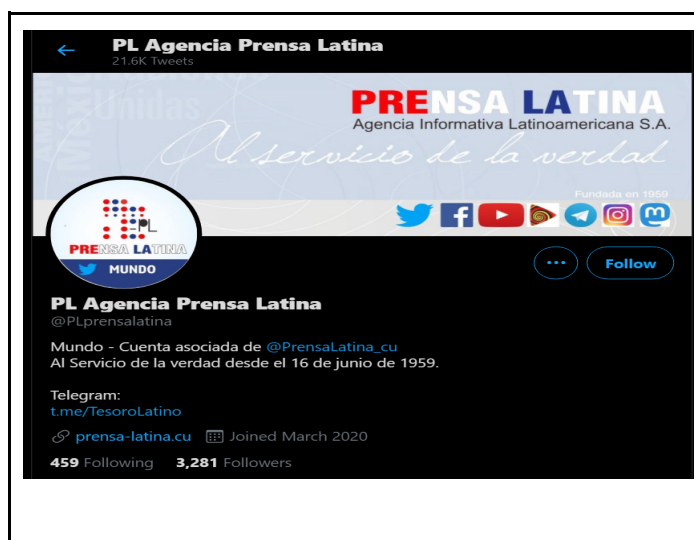 PL Agencia Prensa Latina
21.6K Tweets
Unidas
PRENSA LATINA
Agencia Informativa Latinoamericana S.A.
Al servicio de la verdad
Fundada en 1959
PL
PRENSA LATINA
MUNDO
Follow
PL Agencia Prensa Latina
@PLprensalatina
Mundo - Cuenta asociada de @PrensaLatina_cu
Al Servicio de la verdad desde el 16 de junio de 1959.
Telegram:
t.me/TesoroLatino
prensa-latina.cu Joined March 2020
459 Following 3,281 Followers